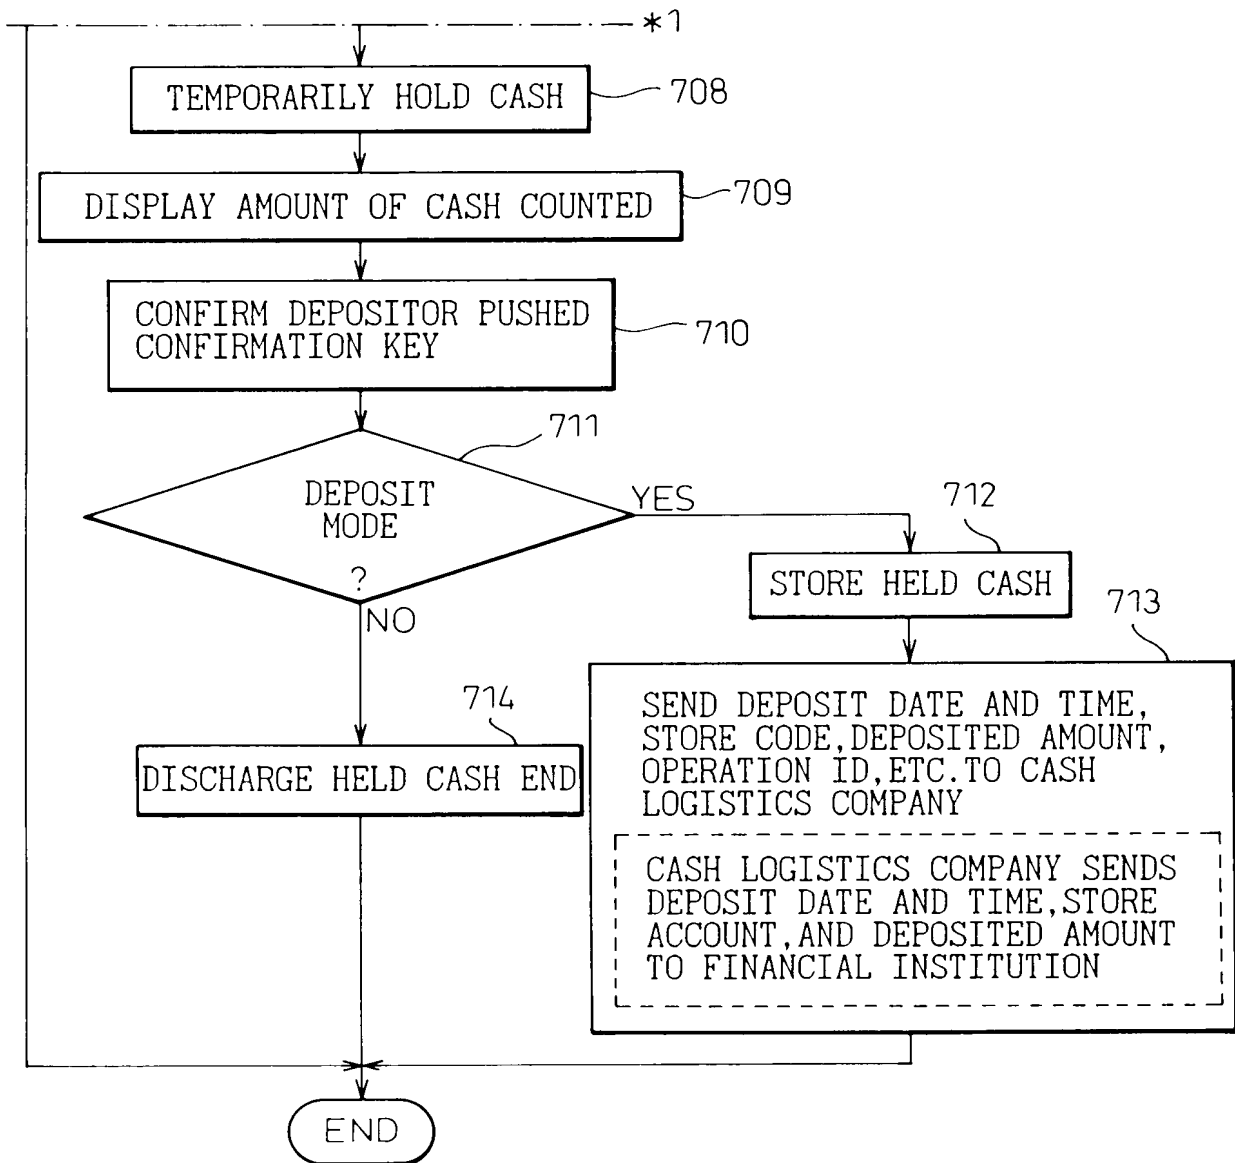 *1
TEMPORARILY HOLD CASH
708
DISPLAY AMOUNT OF CASH COUNTED
709
CONFIRM DEPOSITOR PUSHED
CONFIRMATION KEY
710
711
DEPOSIT
MODE
?
YES
NO
712
STORE HELD CASH
713
SEND DEPOSIT DATE AND TIME,
STORE CODE,DEPOSITED AMOUNT,
OPERATION ID,ETC.TO CASH
LOGISTICS COMPANY
CASH LOGISTICS COMPANY SENDS
DEPOSIT DATE AND TIME,STORE
ACCOUNT,AND DEPOSITED AMOUNT
TO FINANCIAL INSTITUTION
714
DISCHARGE HELD CASH END
END